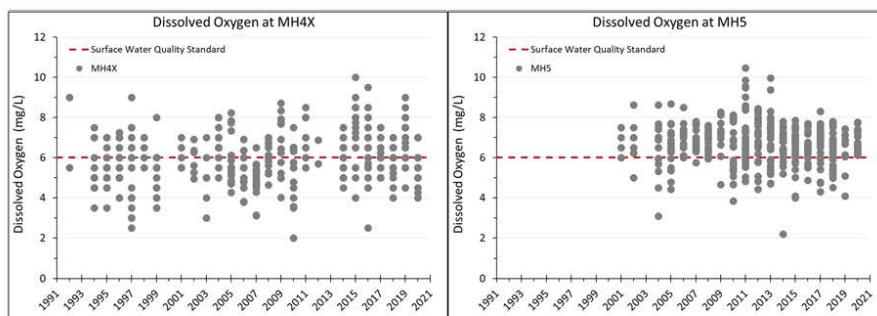 Dissolved Oxygen at MH4X
12
10
8
6
4
2
0
Dissolved Oxygen (mg/L)
Surface Water Quality Standard
MH4X
1991 1993 1995 1997 1999 2001 2003 2005 2007 2009 2011 2013 2015 2017 2019 2021
Dissolved Oxygen at MH5
12
10
8
6
4
2
0
Dissolved Oxygen (mg/L)
Surface Water Quality Standard
MH5
1991 1993 1995 1997 1999 2001 2003 2005 2007 2009 2011 2013 2015 2017 2019 2021